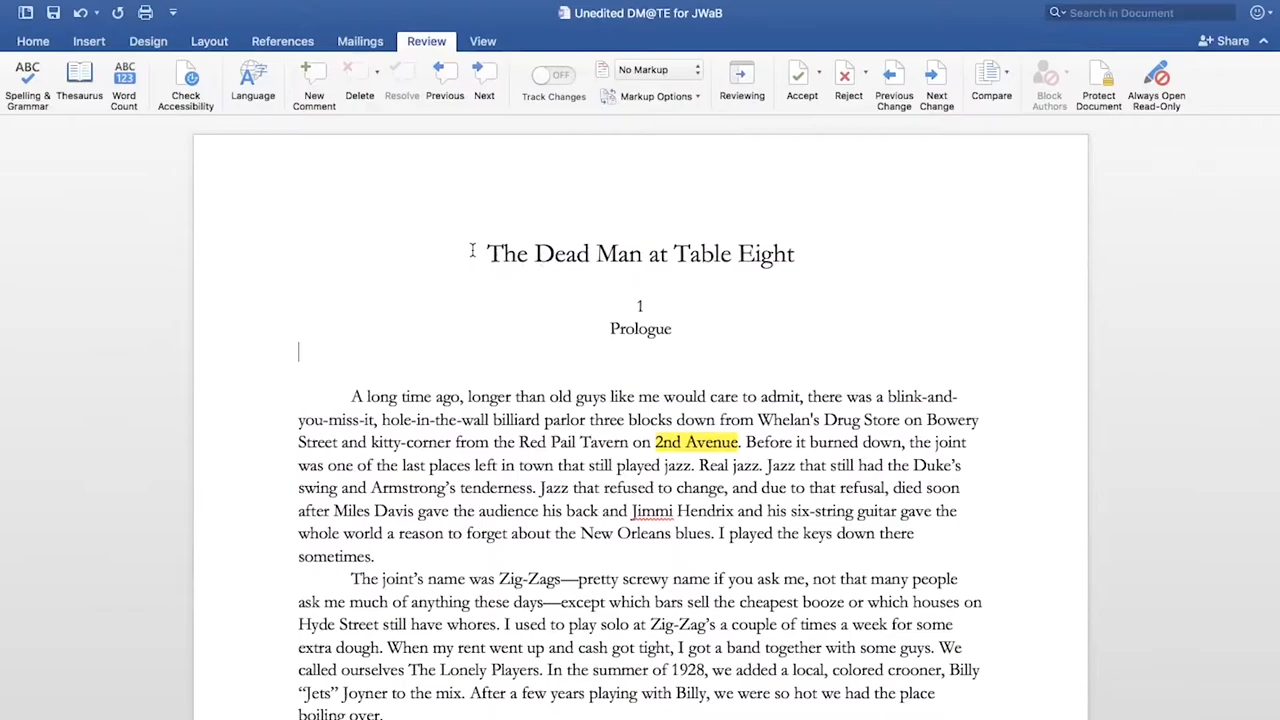 Unedited DM@TE for JWaB
Search in Document
Home Insert Design Layout References Mailings Review View
Share
ABC
ABC
123
OFF
No Markup
Markup Options
Spelling &
Grammar
Thesaurus
Word
Count
Check
Accessibility
Language
New
Comment
Delete
Resolve
Previous
Next
Track Changes
Reviewing
Accept
Reject
Previous
Change
Next
Change
Compare
Block
Authors
Protect
Document
Always Open
Read-Only
The Dead Man at Table Eight
1
Prologue
A long time ago, longer than old guys like me would care to admit, there was a blink-and-
you-miss-it, hole-in-the-wall billiard parlor three blocks down from Whelan's Drug Store on Bowery
Street and kitty-corner from the Red Pail Tavern on 2nd Avenue. Before it burned down, the joint
was one of the last places left in town that still played jazz. Real jazz. Jazz that still had the Duke’s
swing and Armstrong’s tenderness. Jazz that refused to change, and due to that refusal, died soon
after Miles Davis gave the audience his back and Jimmi Hendrix and his six-string guitar gave the
whole world a reason to forget about the New Orleans blues. I played the keys down there
sometimes.
The joint’s name was Zig-Zags—pretty screwy name if you ask me, not that many people
ask me much of anything these days—except which bars sell the cheapest booze or which houses on
Hyde Street still have whores. I used to play solo at Zig-Zag’s a couple of times a week for some
extra dough. When my rent went up and cash got tight, I got a band together with some guys. We
called ourselves The Lonely Players. In the summer of 1928, we added a local, colored crooner, Billy
“Jets” Joyner to the mix. After a few years playing with Billy, we were so hot we had the place
boiling over.